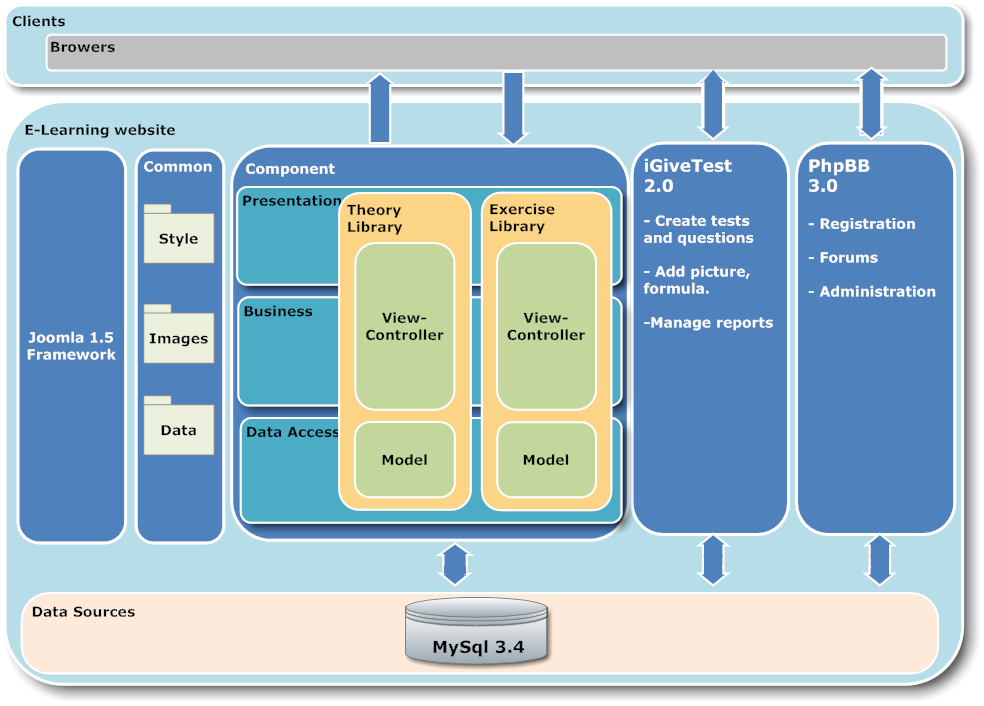 Clients
Browers
E-Learning website
Joomla 1.5
Framework
Common
Style
Images
Data
Component
Presentation
Business
Data Access
Theory
Library
View-
Controller
Model
Exercise
Library
View-
Controller
Model
iGiveTest
2.0
- Create tests
and questions
- Add picture,
formula.
-Manage reports
PhpBB
3.0
- Registration
- Forums
- Administration
Data Sources
MySql 3.4